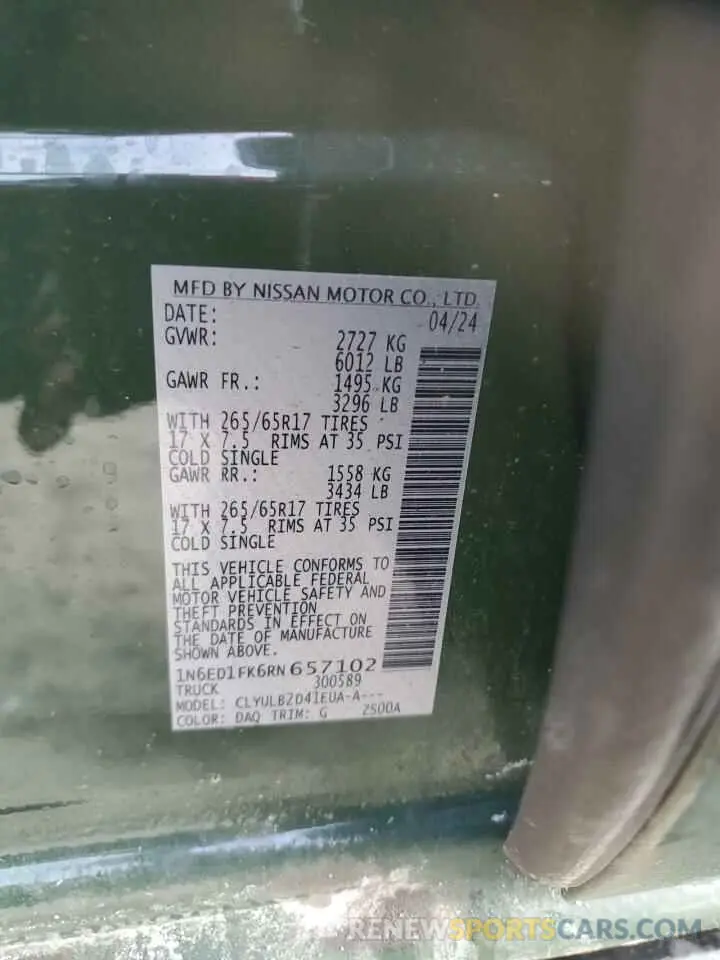 MFD BY NISSAN MOTOR CO., LTD.
DATE: 04/24
GVWR: 2727 KG
6012 LB
GAWR FR.: 1495 KG
3296 LB
WITH 265/65R17 TIRES
17 X 7.5 RIMS AT 35 PSI
COLD SINGLE
GAWR RR.: 1558 KG
3434 LB
WITH 265/65R17 TIRES
17 X 7.5 RIMS AT 35 PSI
COLD SINGLE
THIS VEHICLE CONFORMS TO
ALL APPLICABLE FEDERAL
MOTOR VEHICLE SAFETY AND
THEFT PREVENTION
STANDARDS IN EFFECT ON
THE DATE OF MANUFACTURE
SHOWN ABOVE.
1N6ED1FK6RN657102
TRUCK 300589
MODEL: CLYULB2D41EUA-A---
COLOR: DAQ TRIM: G 2S00A
RENEWSPORTSCARS.COM